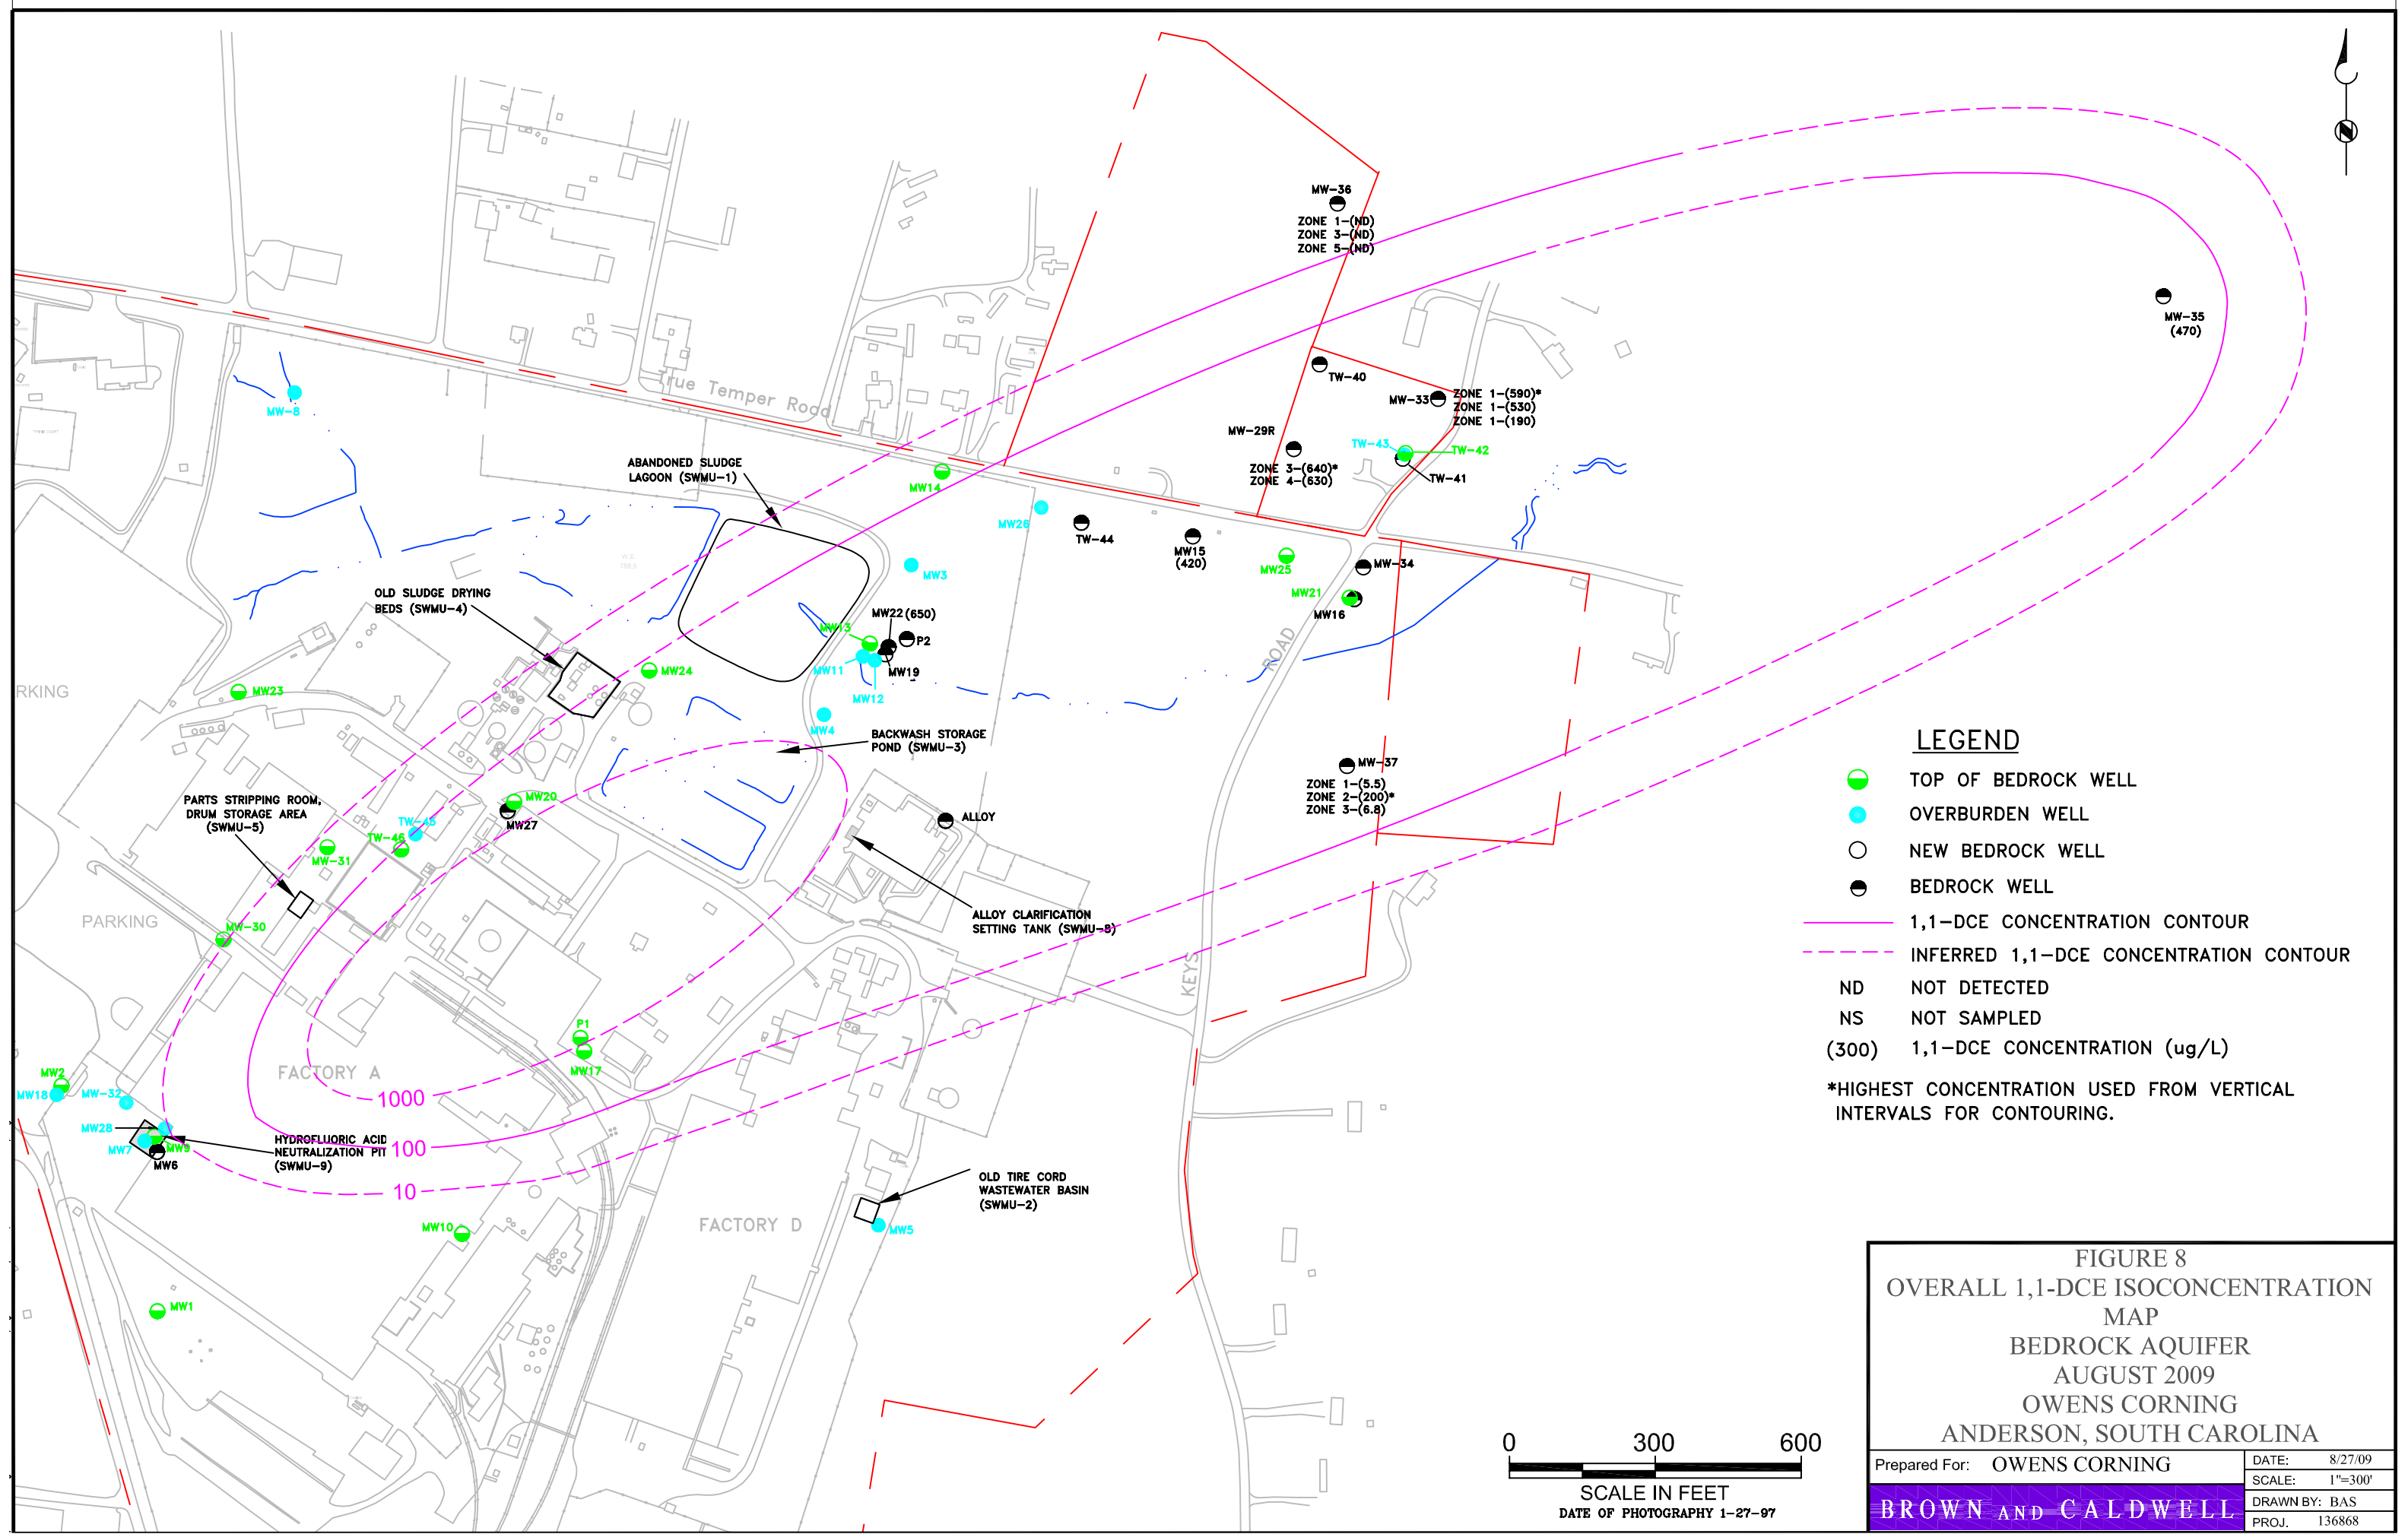 MW-36
ZONE 1-(ND)
ZONE 3-(ND)
ZONE 5-(ND)
MW-35
(470)
TW-40
MW-33
ZONE 1-(590)*
ZONE 1-(530)
ZONE 1-(190)
MW-8
True Temper Road
MW-29R
ZONE 3-(640)*
ZONE 4-(630)
TW-43
TW-42
TW-41
ABANDONED SLUDGE
LAGOON (SWMU-1)
MW14
MW26
TW-44
MW15
(420)
MW25
MW-34
MW3
MW21
MW16
OLD SLUDGE DRYING
BEDS (SWMU-4)
MW22(650)
MW13
P2
MW11
MW19
MW12
MW24
MW23
RKING
ROAD
MW4
BACKWASH STORAGE
POND (SWMU-3)
MW-37
ZONE 1-(5.5)
ZONE 2-(200)*
ZONE 3-(6.8)
PARTS STRIPPING ROOM,
DRUM STORAGE AREA
(SWMU-5)
MW20
MW27
TW-45
TW-46
MW-31
ALLOY
PARKING
MW-30
ALLOY CLARIFICATION
SETTING TANK (SWMU-8)
KEYS
P1
MW17
FACTORY A
1000
MW2
MW18
MW-32
MW28
MW7
MW9
MW6
HYDROFLUORIC ACID
NEUTRALIZATION PIT
(SWMU-9)
100
10
OLD TIRE CORD
WASTEWATER BASIN
(SWMU-2)
FACTORY D
MW5
MW10
MW1
LEGEND
TOP OF BEDROCK WELL
OVERBURDEN WELL
NEW BEDROCK WELL
BEDROCK WELL
1,1-DCE CONCENTRATION CONTOUR
INFERRED 1,1-DCE CONCENTRATION CONTOUR
ND NOT DETECTED
NS NOT SAMPLED
(300) 1,1-DCE CONCENTRATION (ug/L)
*HIGHEST CONCENTRATION USED FROM VERTICAL
INTERVALS FOR CONTOURING.
0 300 600
SCALE IN FEET
DATE OF PHOTOGRAPHY 1-27-97
FIGURE 8
OVERALL 1,1-DCE ISOCONCENTRATION
MAP
BEDROCK AQUIFER
AUGUST 2009
OWENS CORNING
ANDERSON, SOUTH CAROLINA
Prepared For: OWENS CORNING
DATE: 8/27/09
SCALE: 1"=300'
DRAWN BY: BAS
PROJ. 136868
BROWN AND CALDWELL
N